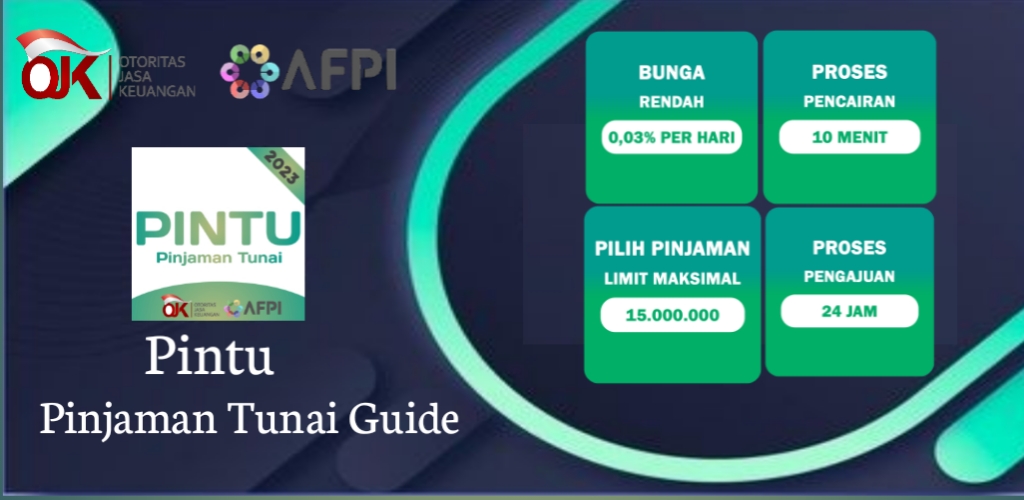 OJK
OTORITAS
JASA
KEUANGAN
AFPI
2023
PINTU
Pinjaman Tunai
OJK
OTORITAS
JASA
KEUANGAN
AFPI
Pintu
Pinjaman Tunai Guide
BUNGA
RENDAH
0,03% PER HARI
PROSES
PENCAIRAN
10 MENIT
PILIH PINJAMAN
LIMIT MAKSIMAL
15.000.000
PROSES
PENGAJUAN
24 JAM